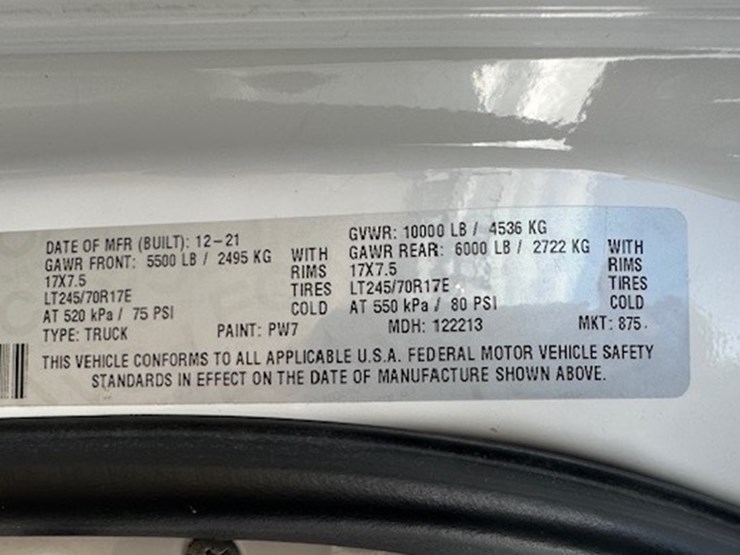 DATE OF MFR (BUILT): 12-21 GVWR: 10000 LB / 4536 KG
GAWR FRONT: 5500 LB / 2495 KG WITH GAWR REAR: 6000 LB / 2722 KG WITH
17X7.5 RIMS 17X7.5 RIMS
LT245/70R17E TIRES LT245/70R17E TIRES
AT 520 kPa / 75 PSI COLD AT 550 kPa / 80 PSI COLD
TYPE: TRUCK PAINT: PW7 MDH: 122213 MKT: 875.
THIS VEHICLE CONFORMS TO ALL APPLICABLE U.S.A. FEDERAL MOTOR VEHICLE SAFETY
STANDARDS IN EFFECT ON THE DATE OF MANUFACTURE SHOWN ABOVE.